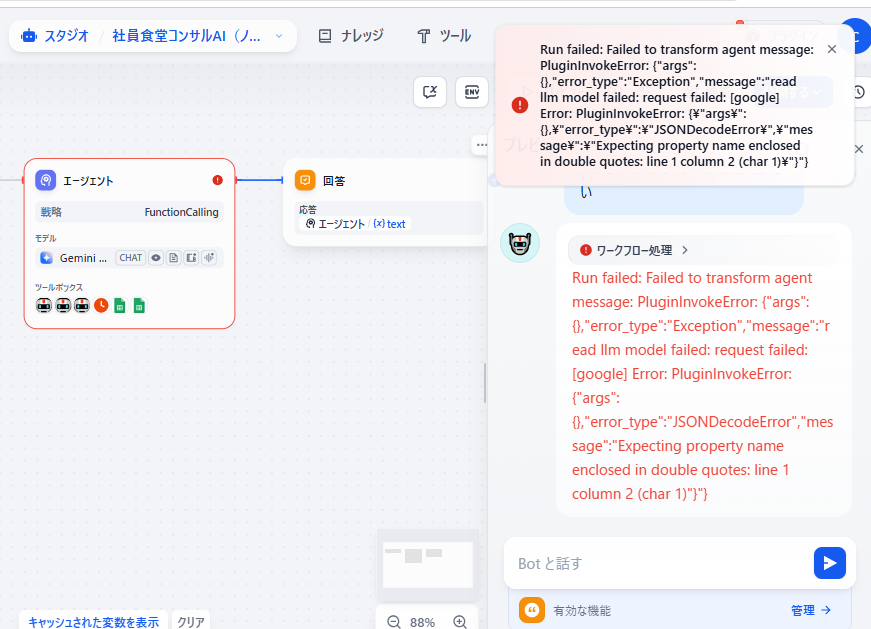 スタジオ / 社員食堂コンサルAI（ノ...
ナレッジ
ツール
ENV
Run failed: Failed to transform agent message:
PluginInvokeError: {"args":
{},"error_type":"Exception","message":"read
llm model failed: request failed: [google]
Error: PluginInvokeError: {¥"args¥":
{},¥"error_type¥":¥"JSONDecodeError¥",¥"mes
sage¥":¥"Expecting property name enclosed
in double quotes: line 1 column 2 (char 1)¥"}"}
い
エージェント
戦略 FunctionCalling
モデル
Gemini ... CHAT
ツールボックス
回答
応答
エージェント / {x} text
ワークフロー処理
Run failed: Failed to transform agent
message: PluginInvokeError: {"args":
{},"error_type":"Exception","message":"r
ead llm model failed: request failed:
[google] Error: PluginInvokeError:
{"args":
{},"error_type":"JSONDecodeError","mes
sage":"Expecting property name
enclosed in double quotes: line 1
column 2 (char 1)"}"}
Bot と話す
有効な機能
管理
キャッシュされた変数を表示
クリア
88%